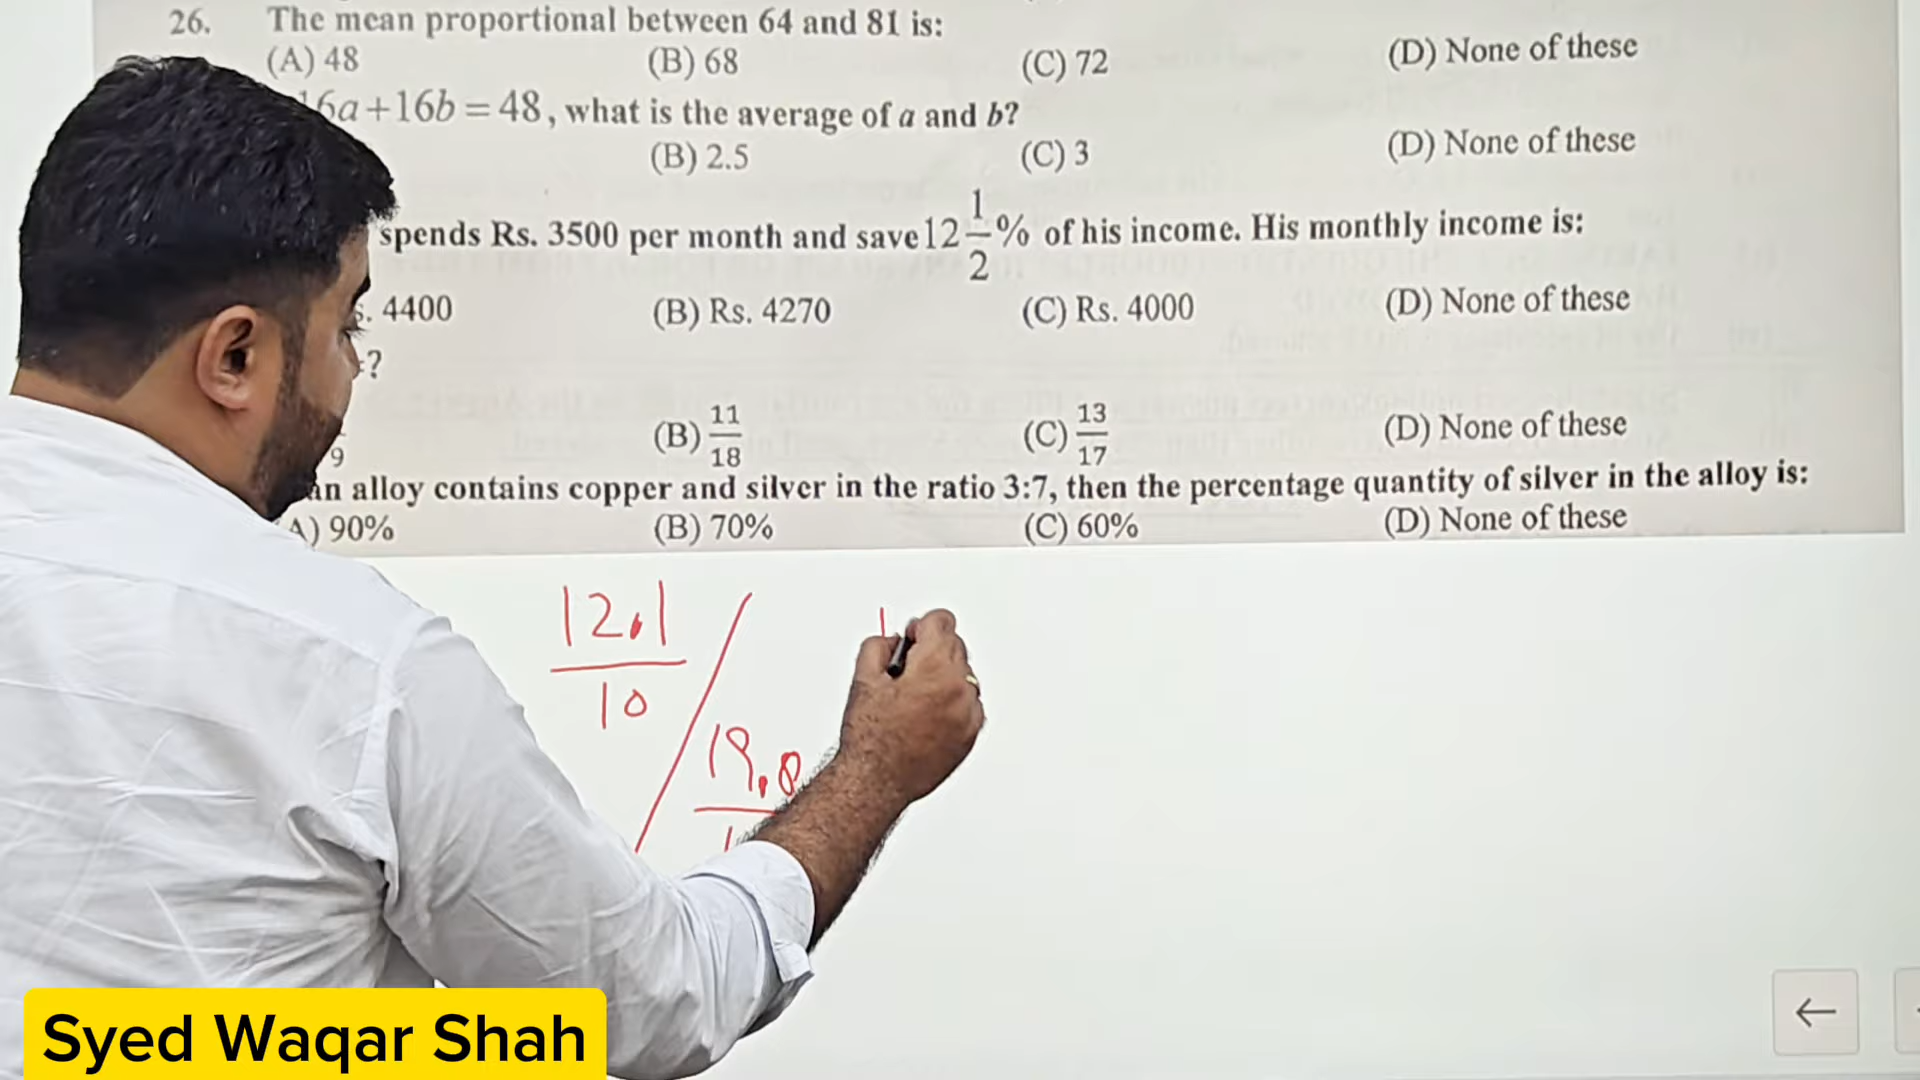 26. The mean proportional between 64 and 81 is:
(A) 48 (B) 68 (C) 72 (D) None of these
6a+16b=48, what is the average of a and b?
(B) 2.5 (C) 3 (D) None of these
spends Rs. 3500 per month and save 12 1/2 % of his income. His monthly income is:
. 4400 (B) Rs. 4270 (C) Rs. 4000 (D) None of these
?
9 (B) 11/18 (C) 13/17 (D) None of these
an alloy contains copper and silver in the ratio 3:7, then the percentage quantity of silver in the alloy is:
A) 90% (B) 70% (C) 60% (D) None of these
12.1
10
19.8
Syed Waqar Shah